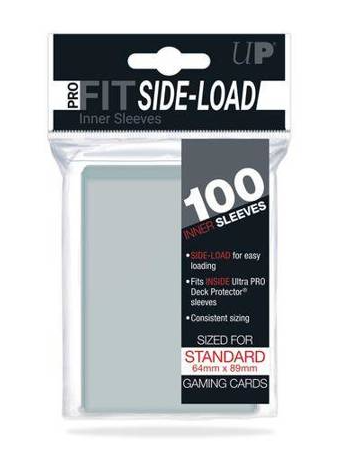 UP
PRO FIT SIDE-LOAD
Inner Sleeves
100
INNER SLEEVES
•SIDE-LOAD for easy
loading
•Fits INSIDE Ultra PRO
Deck Protector®
sleeves
•Consistent sizing
SIZED FOR
STANDARD
64mm x 89mm
GAMING CARDS